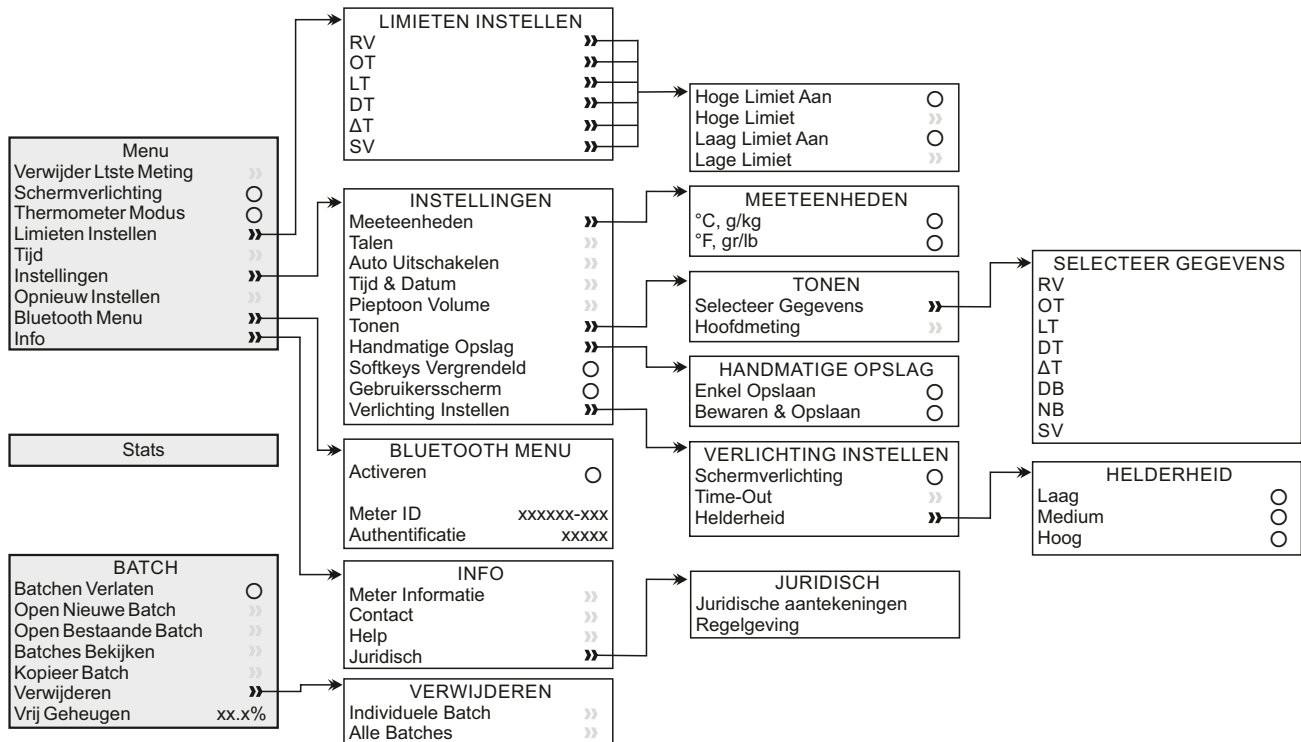 Menu
Verwijder Ltste Meting »
Schermverlichting
Thermometer Modus
Limieten Instellen »
Tijd »
Instellingen »
Opnieuw Instellen »
Bluetooth Menu »
Info »
Stats
BATCH
Batchen Verlaten
Open Nieuwe Batch »
Open Bestaande Batch »
Batches Bekijken »
Kopieer Batch »
Verwijderen »
Vrij Geheugen xx.x%
LIMIETEN INSTELLEN
RV »
OT »
LT »
DT »
ΔT »
SV »
INSTELLINGEN
Meeteenheden »
Talen »
Auto Uitschakelen »
Tijd & Datum »
Pieptoon Volume »
Tonen »
Handmatige Opslag »
Softkeys Vergrendeld
Gebruikersscherm
Verlichting Instellen »
BLUETOOTH MENU
Activeren
Meter ID xxxxxx-xxx
Authentificatie xxxxx
INFO
Meter Informatie »
Contact »
Help »
Juridisch »
VERWIJDEREN
Individuele Batch »
Alle Batches »
Hoge Limiet Aan
Hoge Limiet »
Laag Limiet Aan
Lage Limiet »
MEETEENHEDEN
°C, g/kg
°F, gr/lb
TONEN
Selecteer Gegevens »
Hoofdmeting »
HANDMATIGE OPSLAG
Enkel Opslaan
Bewaren & Opslaan
VERLICHTING INSTELLEN
Schermverlichting
Time-Out »
Helderheid »
JURIDISCH
Juridische aantekeningen
Regelgeving
SELECTEER GEGEVENS
RV
OT
LT
DT
ΔT
DB
NB
SV
HELDERHEID
Laag
Medium
Hoog